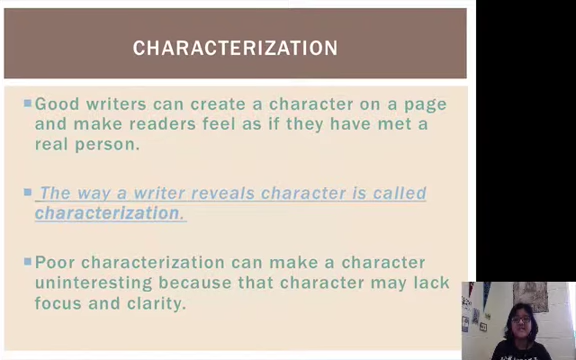 CHARACTERIZATION
Good writers can create a character on a page
and make readers feel as if they have met a
real person.
The way a writer reveals character is called
characterization.
Poor characterization can make a character
uninteresting because that character may lack
focus and clarity.